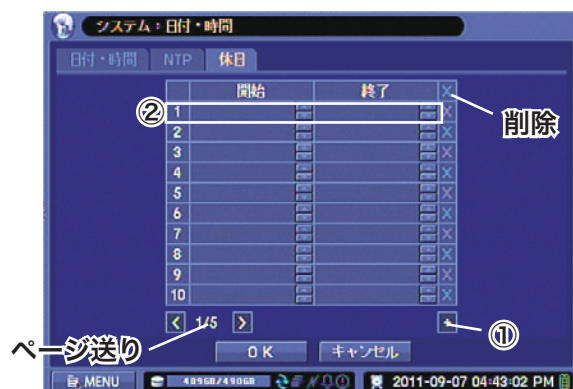 システム：日付・時間
日付・時間 NTP 休日
開始 終了 X
② 1 X
削除
2 X
3 X
4 X
5 X
6 X
7 X
8 X
9 X
10 X
< 1/5 > + ①
ページ送り
OK キャンセル
MENU 489GB/490GB 2011-09-07 04:43:02 PM